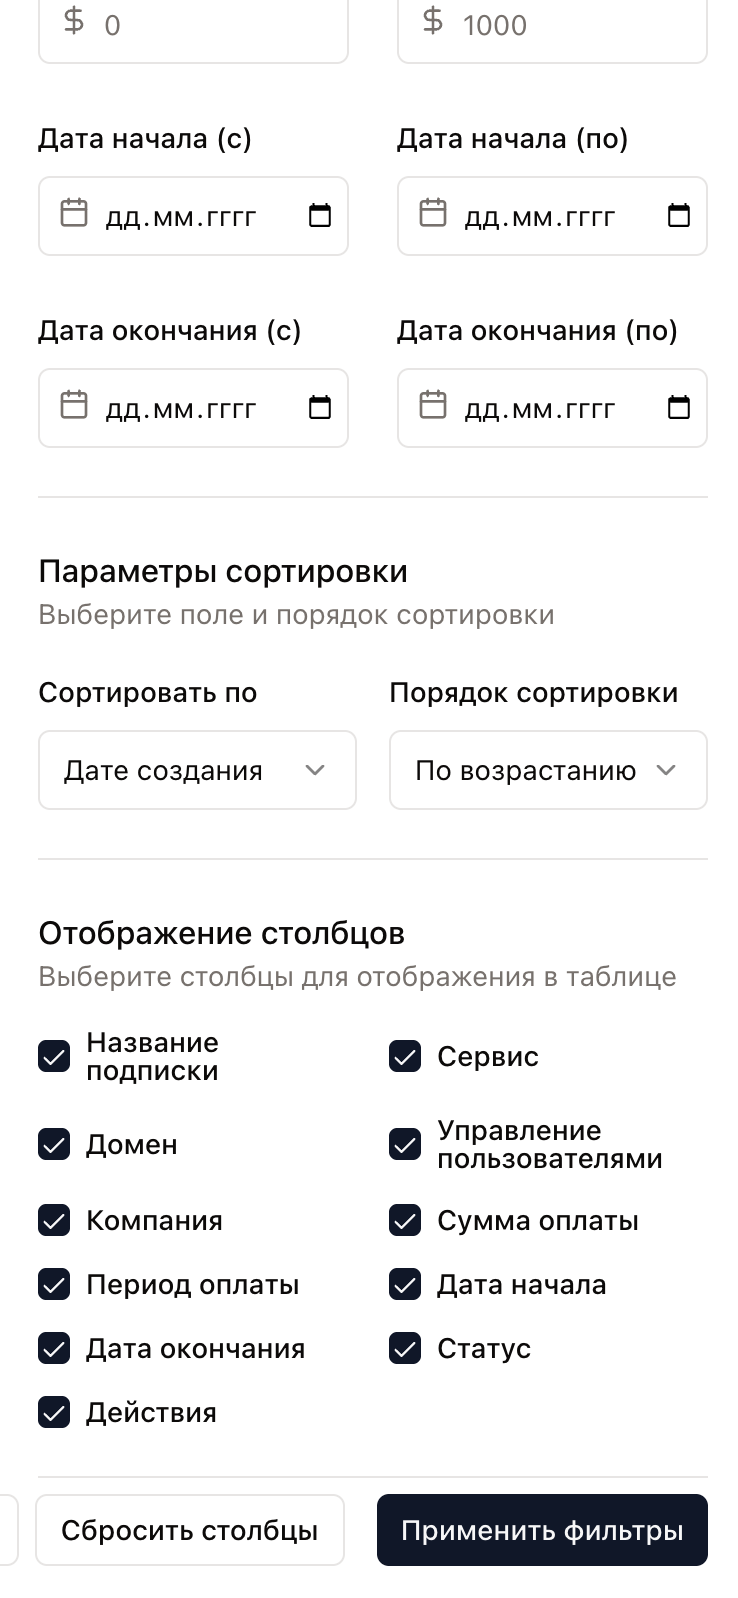 $ 0
$ 1000
Дата начала (с)
Дата начала (по)
дд.мм.гггг
дд.мм.гггг
Дата окончания (с)
Дата окончания (по)
дд.мм.гггг
дд.мм.гггг
Параметры сортировки
Выберите поле и порядок сортировки
Сортировать по
Порядок сортировки
Дате создания
По возрастанию
Отображение столбцов
Выберите столбцы для отображения в таблице
Название
подписки
Сервис
Домен
Управление
пользователями
Компания
Сумма оплаты
Период оплаты
Дата начала
Дата окончания
Статус
Действия
Сбросить столбцы
Применить фильтры